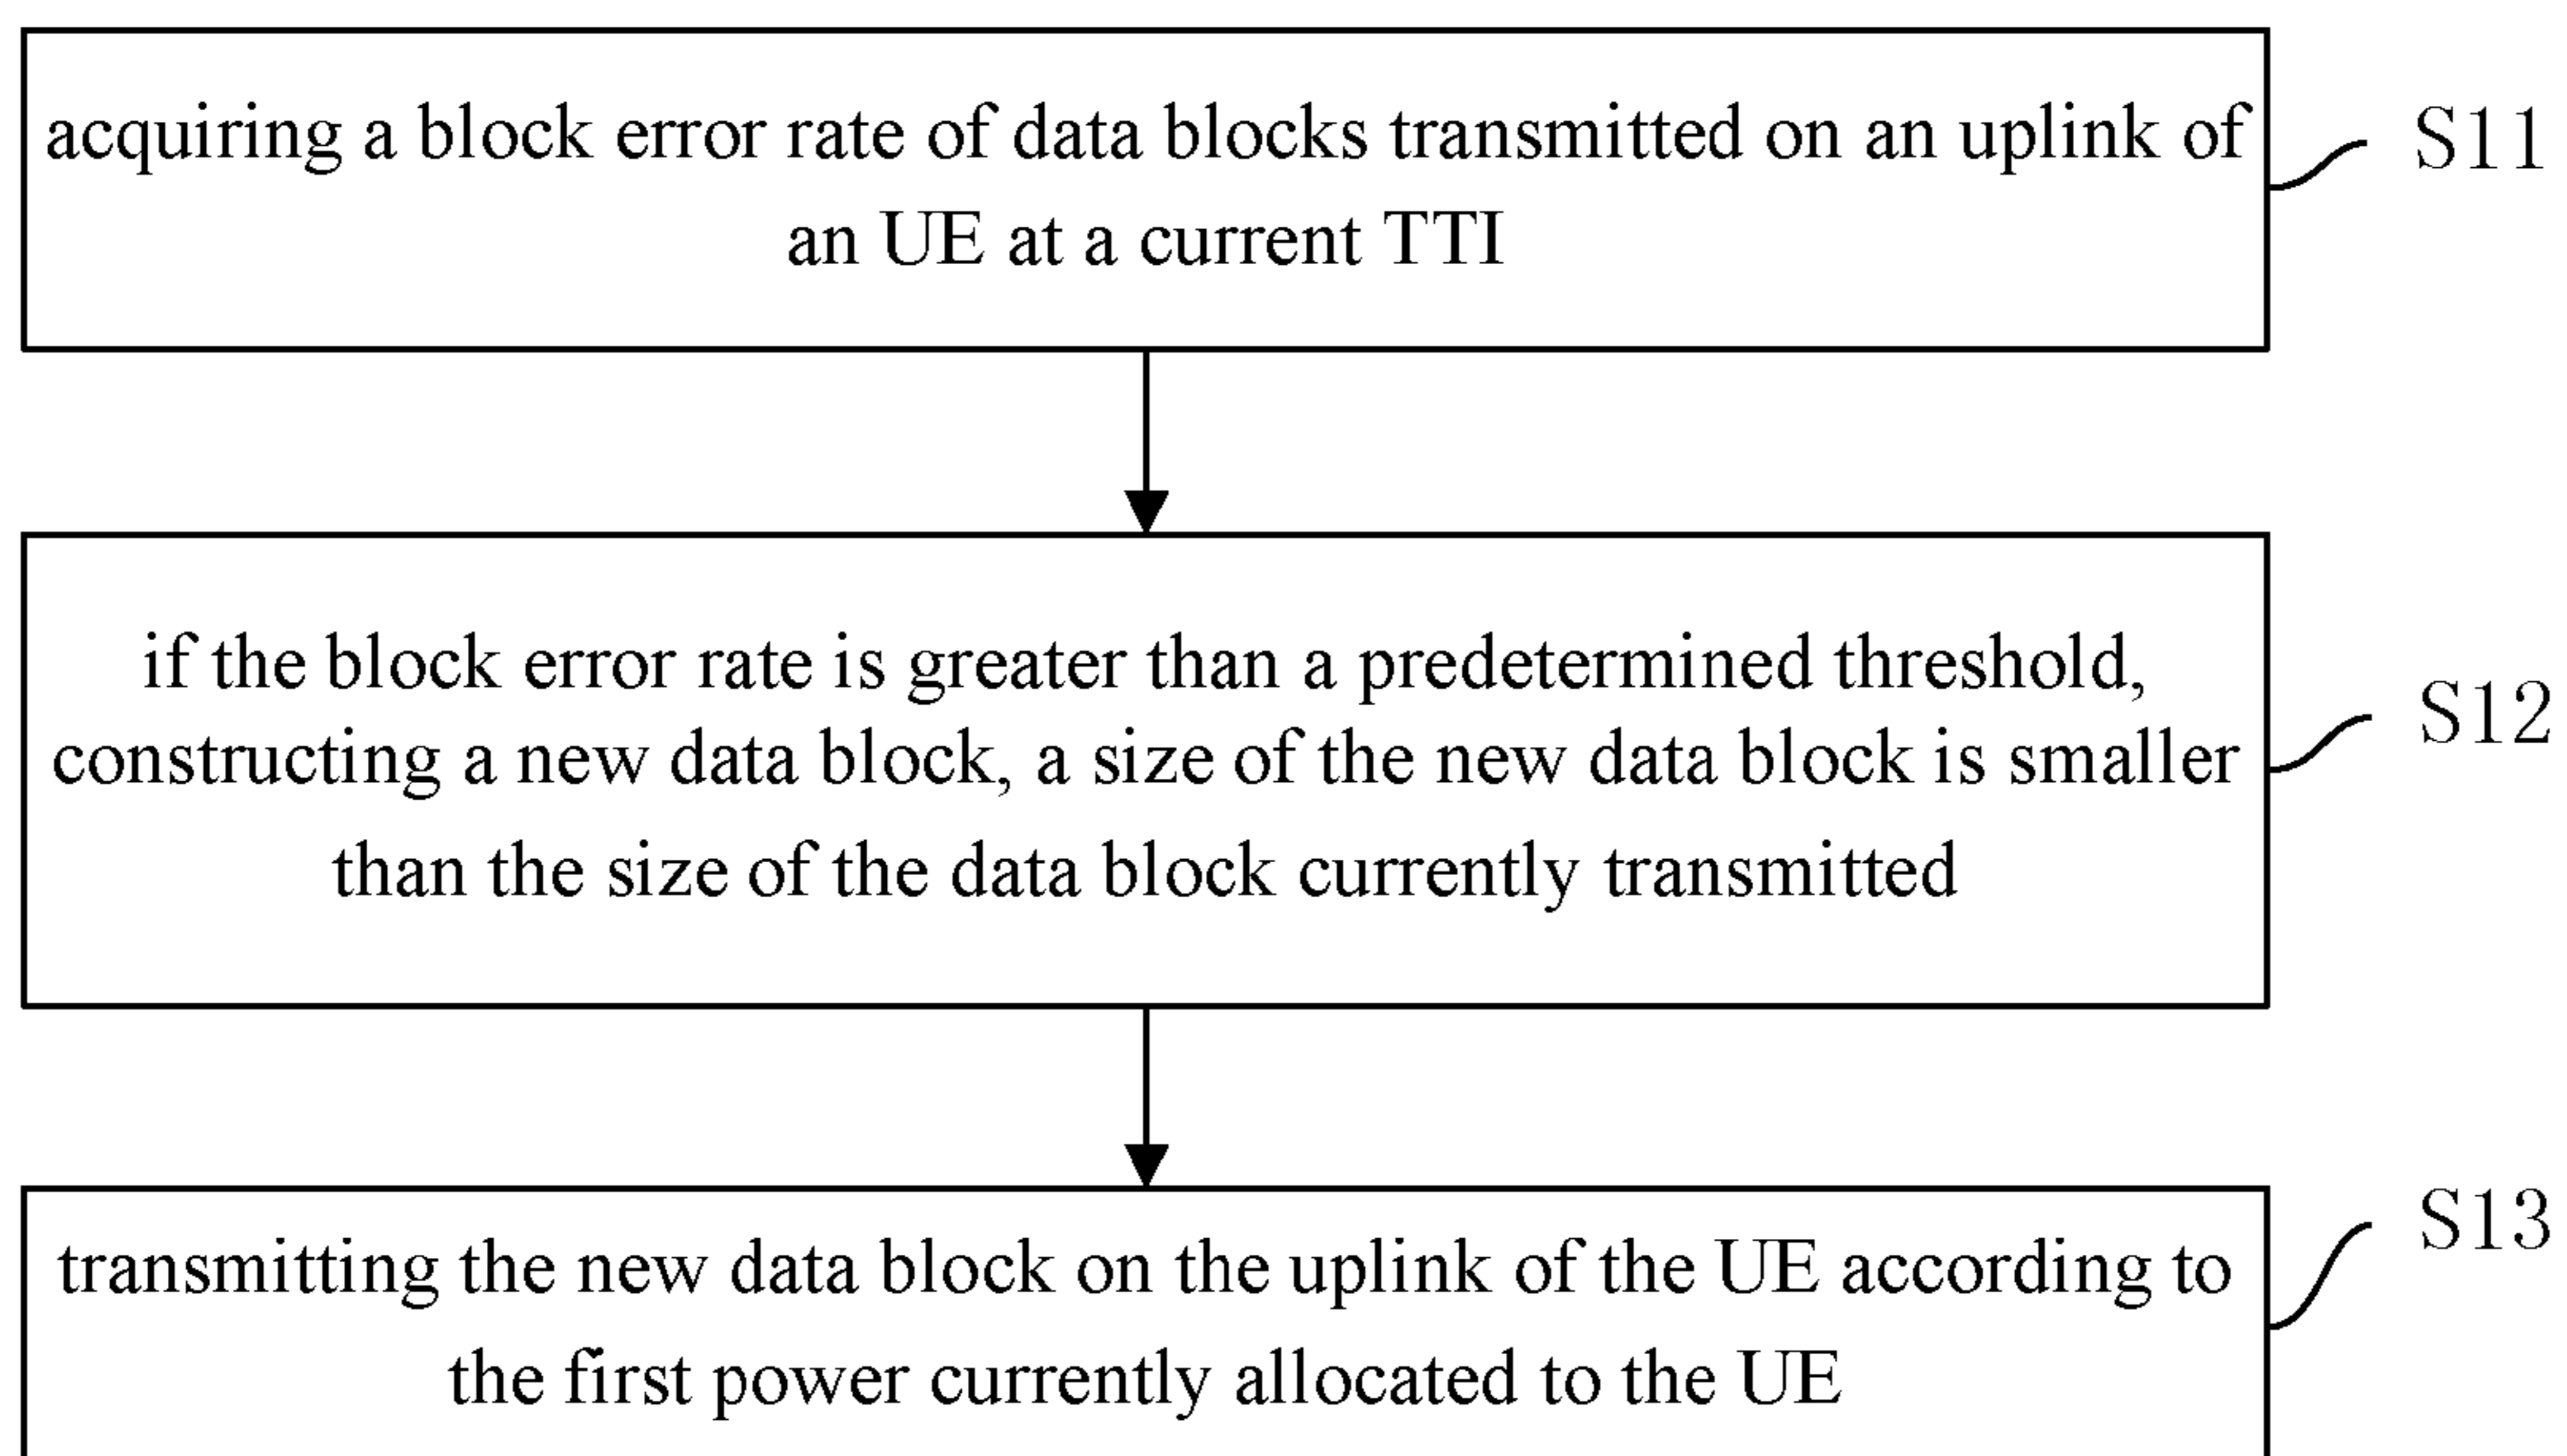 acquiring a block error rate of data blocks transmitted on an uplink of
an UE at a current TTI
S11
if the block error rate is greater than a predetermined threshold,
constructing a new data block, a size of the new data block is smaller
than the size of the data block currently transmitted
S12
transmitting the new data block on the uplink of the UE according to
the first power currently allocated to the UE
S13